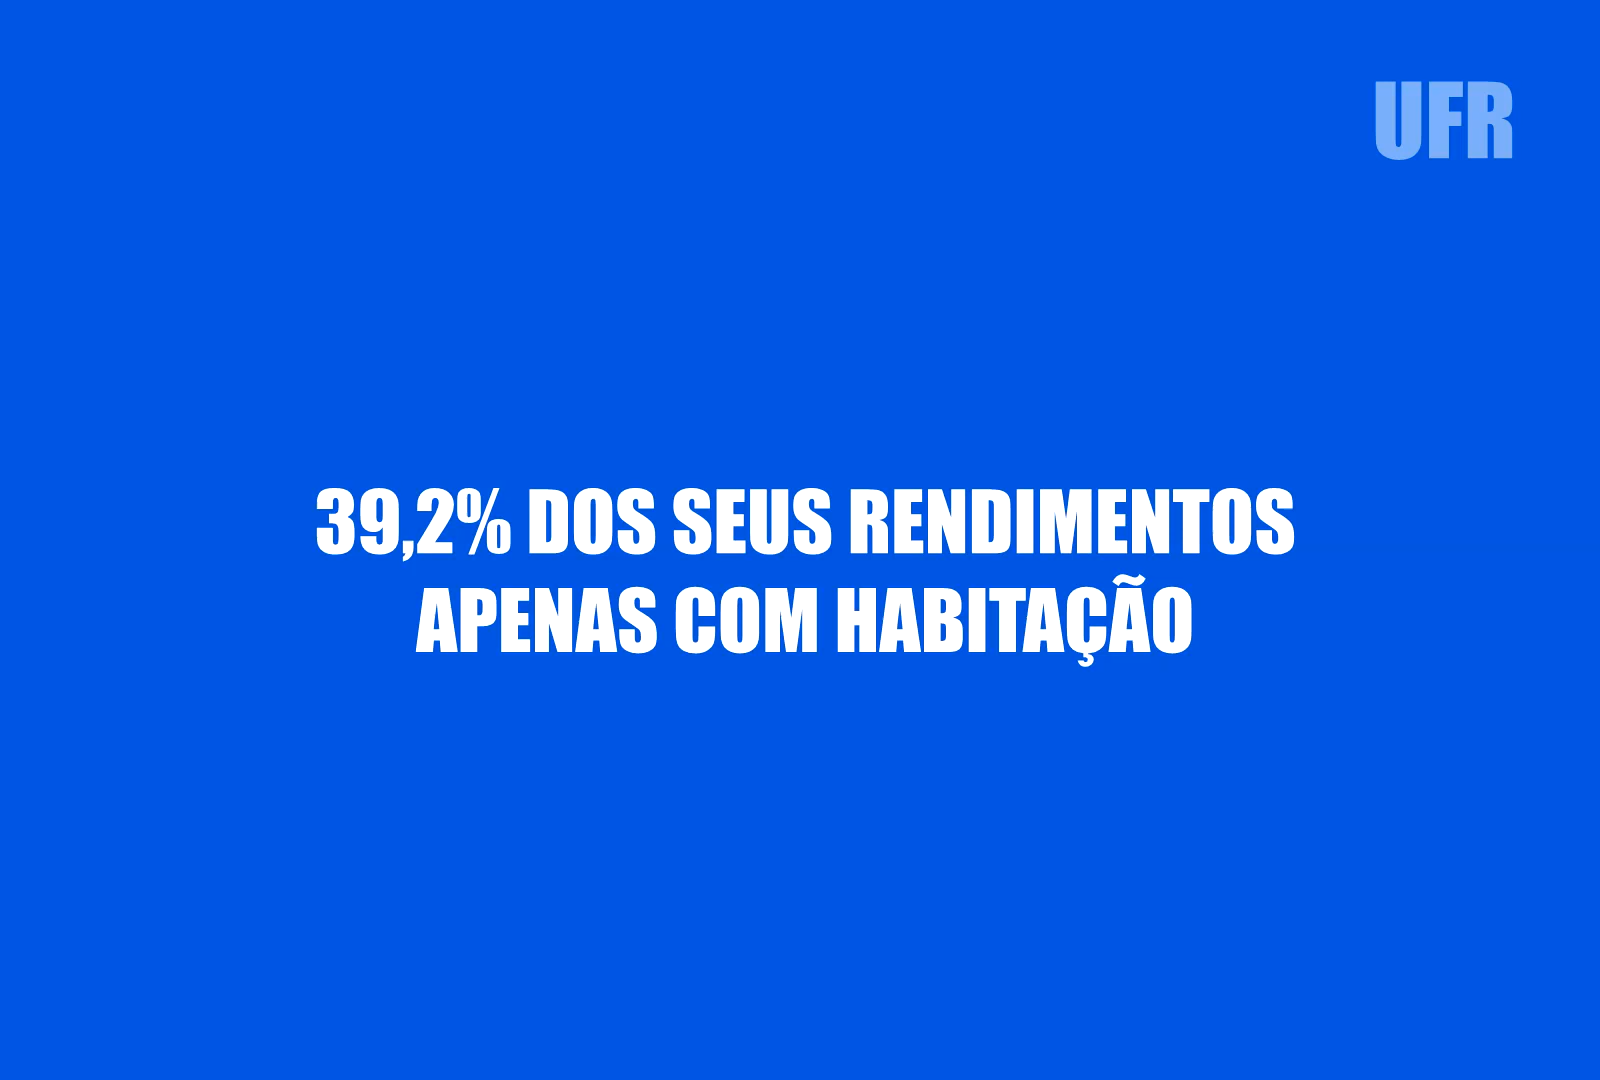 UFR
39,2% DOS SEUS RENDIMENTOS
APENAS COM HABITAÇÃO